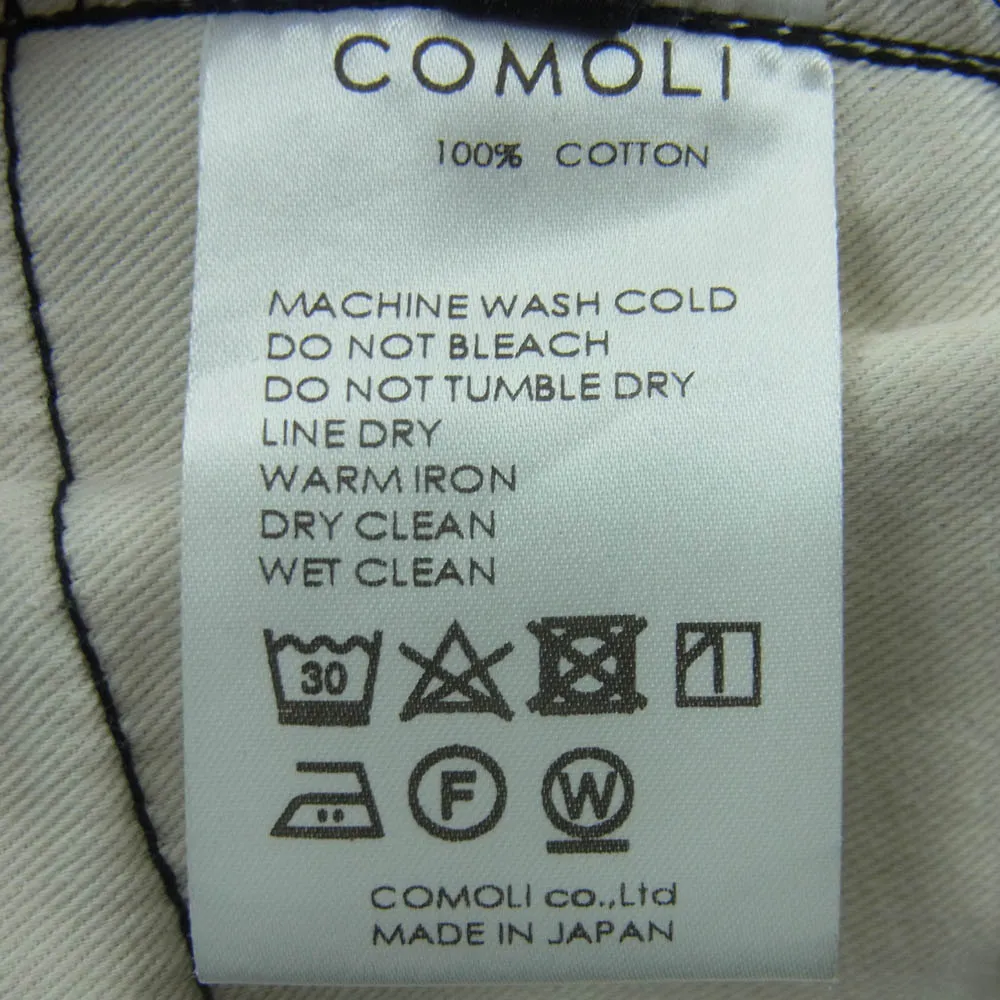 COMOLI
100% COTTON
MACHINE WASH COLD
DO NOT BLEACH
DO NOT TUMBLE DRY
LINE DRY
WARM IRON
DRY CLEAN
WET CLEAN
30
F W
COMOLI co.,Ltd
MADE IN JAPAN